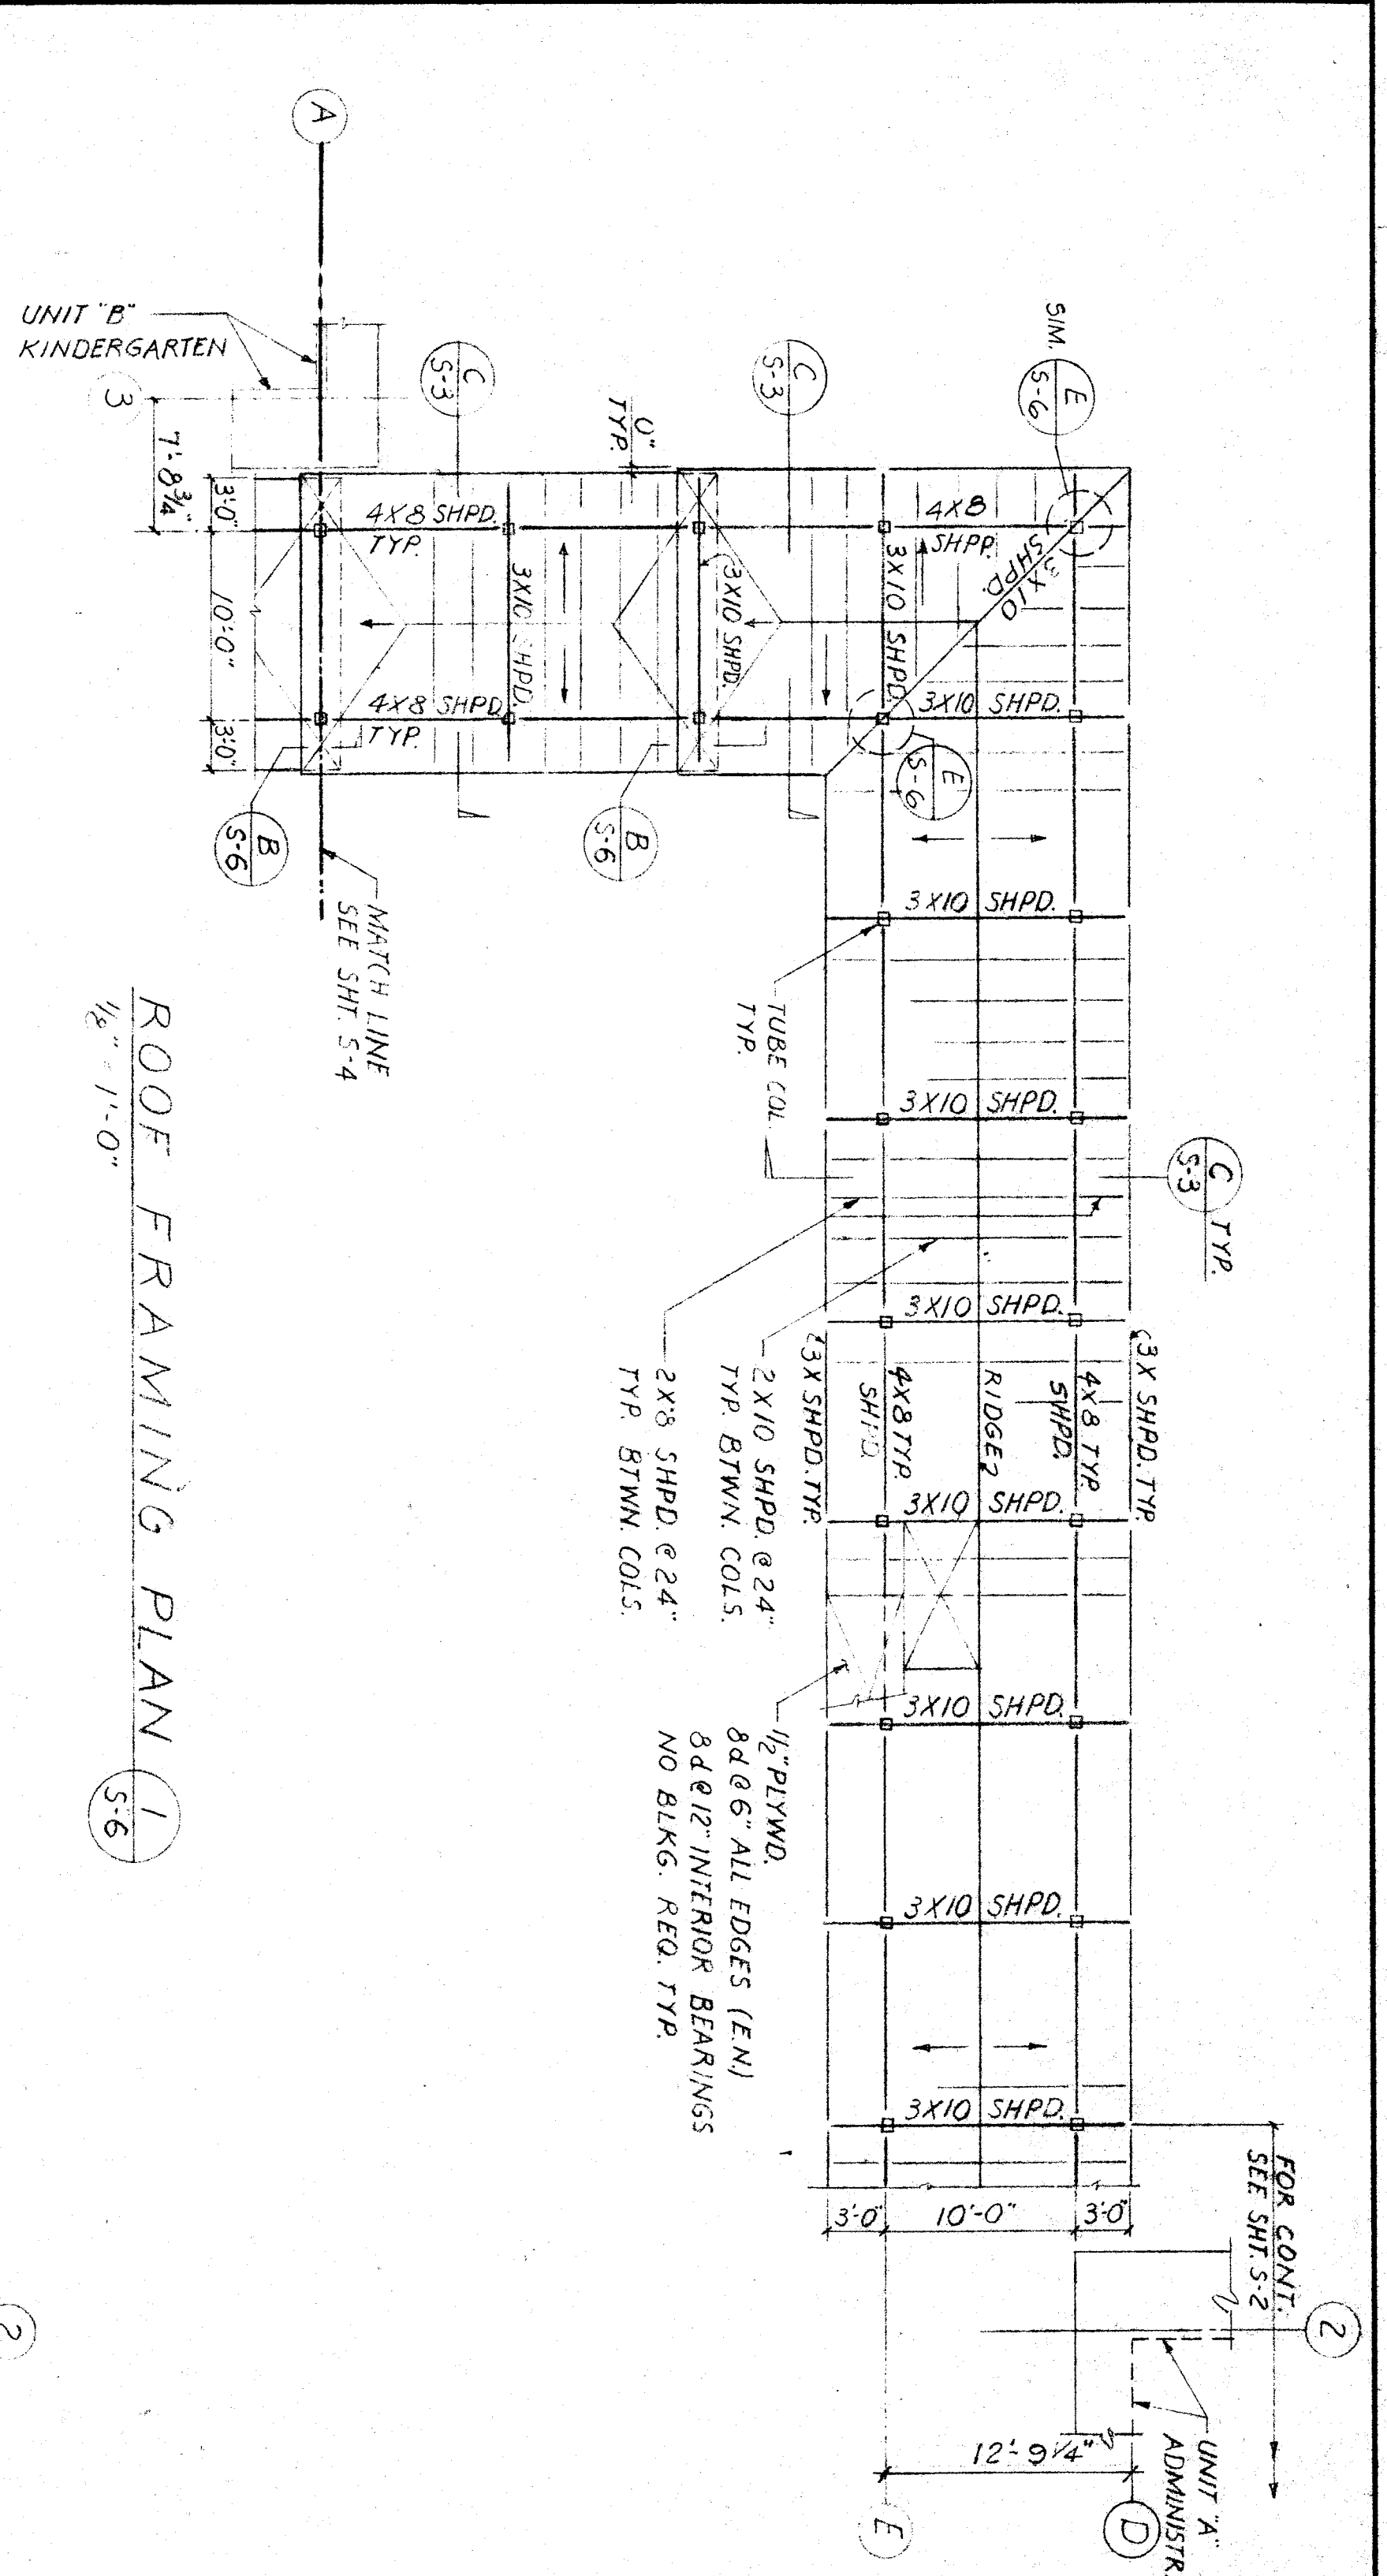 A
UNIT "B"
KINDERGARTEN
3
7'-8 3/4"
3'-0"
10'-0"
3'-0"
C
S-3
C
S-3
0"
TYP.
SIM.
E
S-6
4X8 SHPD.
TYP.
4X8 SHPD.
TYP.
3X10 SHPD.
3X10 SHPD.
3X10 SHPD.
4X8
SHPD.
3X10
SHPD.
3X10 SHPD.
E
S-6
B
S-6
B
S-6
MATCH LINE
SEE SHT. S-4
3X10 SHPD.
TUBE COL.
TYP.
3X10 SHPD.
C
S-3
TYP.
3X10 SHPD.
3X SHPD. TYP.
4X8 TYP.
SHPD.
RIDGE
4X8 TYP.
SHPD.
3X SHPD. TYP.
2X10 SHPD. @ 24"
TYP. BTWN. COLS.
2X8 SHPD. @ 24"
TYP. BTWN. COLS.
3X10 SHPD.
3X10 SHPD.
1/2" PLYWD.
8d @ 6" ALL EDGES (E.N.)
8d @ 12" INTERIOR BEARINGS
NO BLKG. REQ. TYP.
3X10 SHPD.
3X10 SHPD.
3'-0"
10'-0"
3'-0"
FOR CONT.
SEE SHT. S-2
2
UNIT "A"
ADMINISTR.
12'-9 1/4"
D
E
2
ROOF FRAMING PLAN
1/8" = 1'-0"
1
S-6